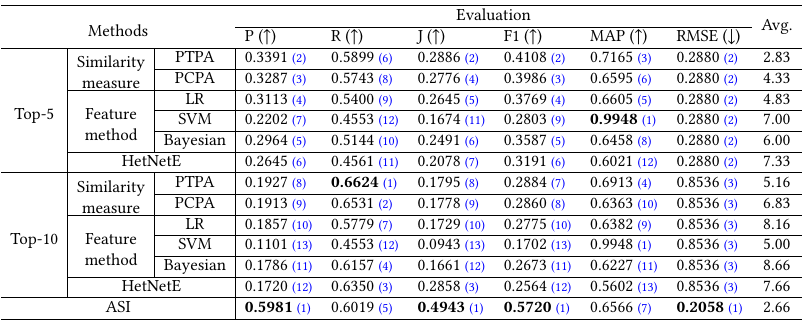 Methods Evaluation Avg.
P (↑) R (↑) J (↑) F1 (↑) MAP (↑) RMSE (↓)
Top-5 Similarity measure PTPA 0.3391 (2) 0.5899 (6) 0.2886 (2) 0.4108 (2) 0.7165 (3) 0.2880 (2) 2.83
PCPA 0.3287 (3) 0.5743 (8) 0.2776 (4) 0.3986 (3) 0.6595 (6) 0.2880 (2) 4.33
Feature method LR 0.3113 (4) 0.5400 (9) 0.2645 (5) 0.3769 (4) 0.6605 (5) 0.2880 (2) 4.83
SVM 0.2202 (7) 0.4553 (12) 0.1674 (11) 0.2803 (9) 0.9948 (1) 0.2880 (2) 7.00
Bayesian 0.2964 (5) 0.5144 (10) 0.2491 (6) 0.3587 (5) 0.6458 (8) 0.2880 (2) 6.00
HetNetE 0.2645 (6) 0.4561 (11) 0.2078 (7) 0.3191 (6) 0.6021 (12) 0.2880 (2) 7.33
Top-10 Similarity measure PTPA 0.1927 (8) 0.6624 (1) 0.1795 (8) 0.2884 (7) 0.6913 (4) 0.8536 (3) 5.16
PCPA 0.1913 (9) 0.6531 (2) 0.1778 (9) 0.2860 (8) 0.6363 (10) 0.8536 (3) 6.83
Feature method LR 0.1857 (10) 0.5779 (7) 0.1729 (10) 0.2775 (10) 0.6382 (9) 0.8536 (3) 8.16
SVM 0.1101 (13) 0.4553 (12) 0.0943 (13) 0.1702 (13) 0.9948 (1) 0.8536 (3) 5.00
Bayesian 0.1786 (11) 0.6157 (4) 0.1661 (12) 0.2673 (11) 0.6227 (11) 0.8536 (3) 8.66
HetNetE 0.1720 (12) 0.6350 (3) 0.2858 (3) 0.2564 (12) 0.5602 (13) 0.8536 (3) 7.66
ASI 0.5981 (1) 0.6019 (5) 0.4943 (1) 0.5720 (1) 0.6566 (7) 0.2058 (1) 2.66